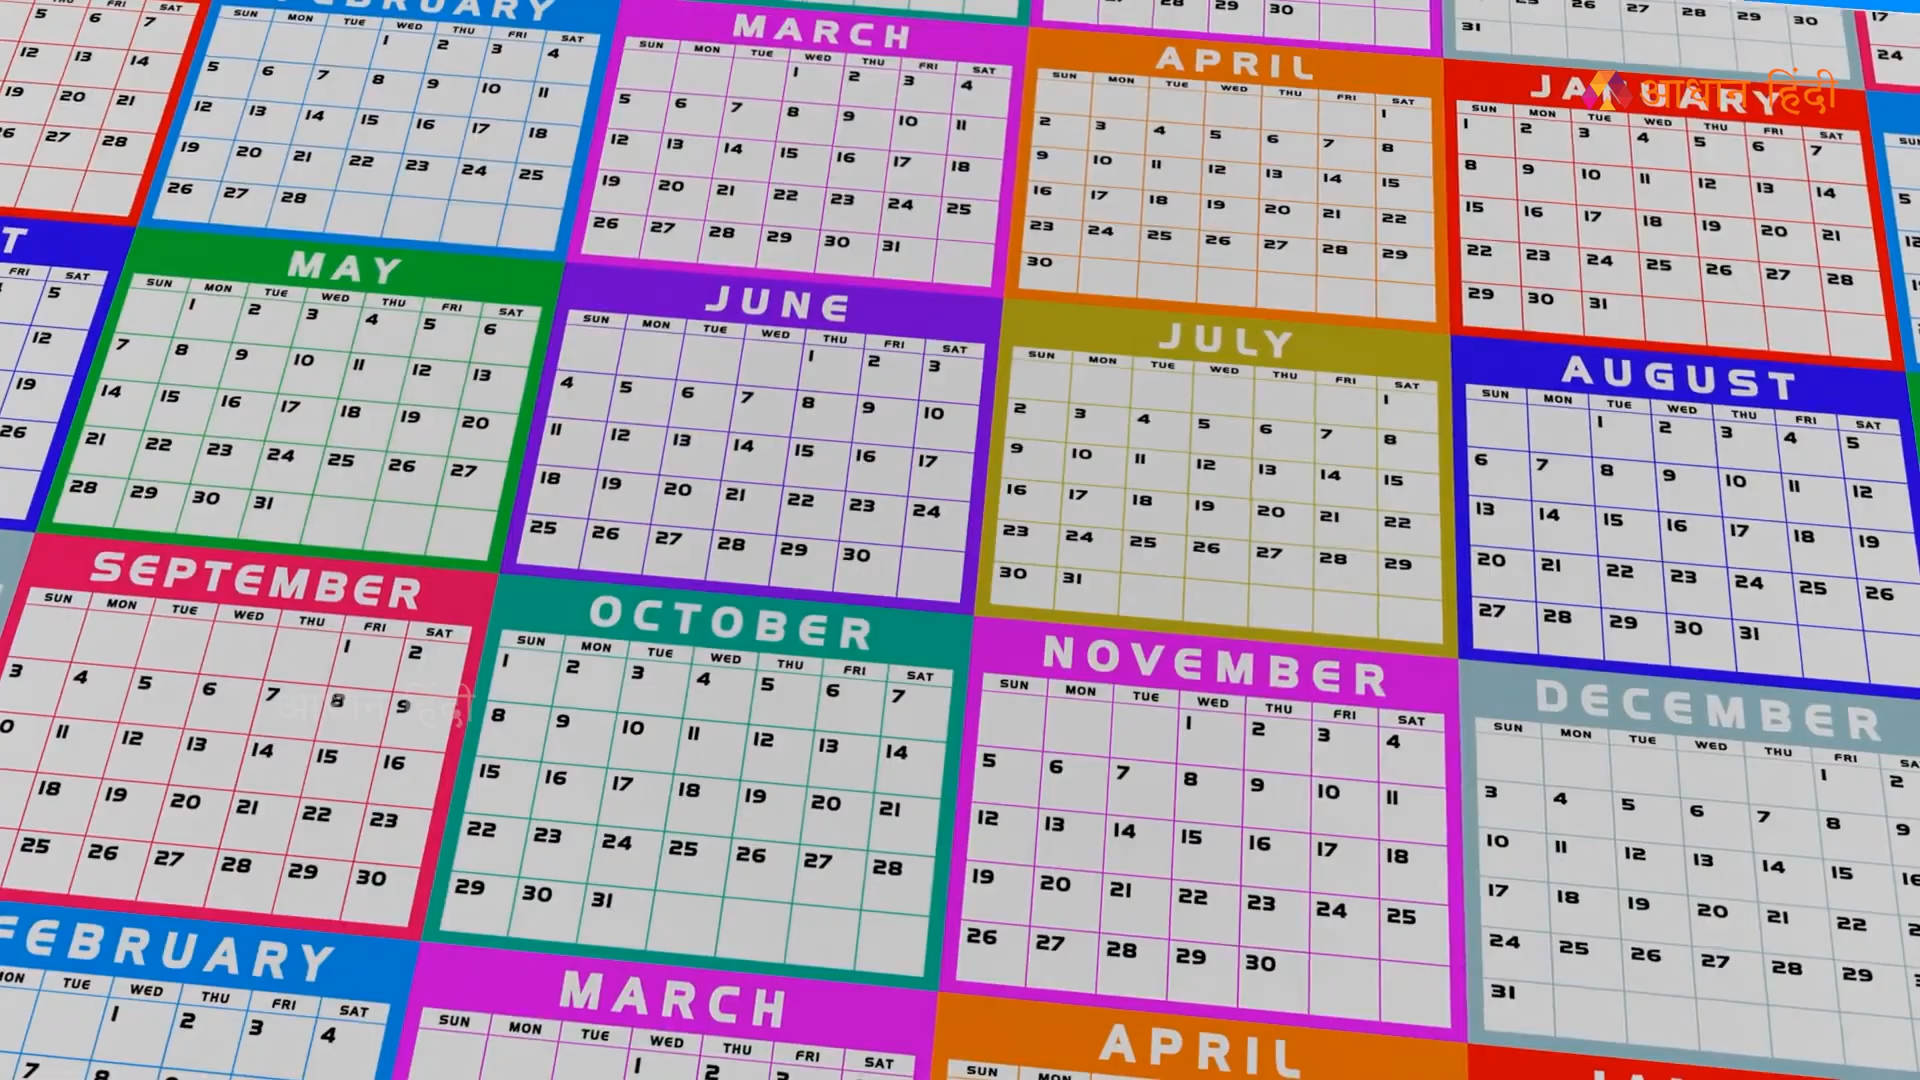 FEBRUARY
MARCH
APRIL
JANUARY
आधान हिंदी
SUN MON TUE WED THU FRI SAT
1 2 3 4
5 6 7 8 9 10 11
12 13 14 15 16 17 18
19 20 21 22 23 24 25
26 27 28
SUN MON TUE WED THU FRI SAT
1 2 3 4
5 6 7 8 9 10 11
12 13 14 15 16 17 18
19 20 21 22 23 24 25
26 27 28 29 30 31
SUN MON TUE WED THU FRI SAT
1
2 3 4 5 6 7 8
9 10 11 12 13 14 15
16 17 18 19 20 21 22
23 24 25 26 27 28 29
30
SUN MON TUE WED THU FRI SAT
1 2 3 4 5 6 7
8 9 10 11 12 13 14
15 16 17 18 19 20 21
22 23 24 25 26 27 28
29 30 31
MAY
SUN MON TUE WED THU FRI SAT
1 2 3 4 5 6
7 8 9 10 11 12 13
14 15 16 17 18 19 20
21 22 23 24 25 26 27
28 29 30 31
JUNE
SUN MON TUE WED THU FRI SAT
1 2 3
4 5 6 7 8 9 10
11 12 13 14 15 16 17
18 19 20 21 22 23 24
25 26 27 28 29 30
JULY
SUN MON TUE WED THU FRI SAT
1
2 3 4 5 6 7 8
9 10 11 12 13 14 15
16 17 18 19 20 21 22
23 24 25 26 27 28 29
30 31
AUGUST
SUN MON TUE WED THU FRI SAT
1 2 3 4 5
6 7 8 9 10 11 12
13 14 15 16 17 18 19
20 21 22 23 24 25 26
27 28 29 30 31
SEPTEMBER
SUN MON TUE WED THU FRI SAT
1 2
3 4 5 6 7 8 9
11 12 13 14 15 16
18 19 20 21 22 23
25 26 27 28 29 30
आधान हिंदी
OCTOBER
SUN MON TUE WED THU FRI SAT
1 2 3 4 5 6 7
8 9 10 11 12 13 14
15 16 17 18 19 20 21
22 23 24 25 26 27 28
29 30 31
NOVEMBER
SUN MON TUE WED THU FRI SAT
1 2 3 4
5 6 7 8 9 10 11
12 13 14 15 16 17 18
19 20 21 22 23 24 25
26 27 28 29 30
DECEMBER
SUN MON TUE WED THU FRI
1 2
3 4 5 6 7 8 9
10 11 12 13 14 15
17 18 19 20 21 22
24 25 26 27 28 29
31
FEBRUARY
TUE WED THU FRI SAT
1 2 3 4
MARCH
SUN MON TUE WED THU FRI SAT
APRIL
SUN